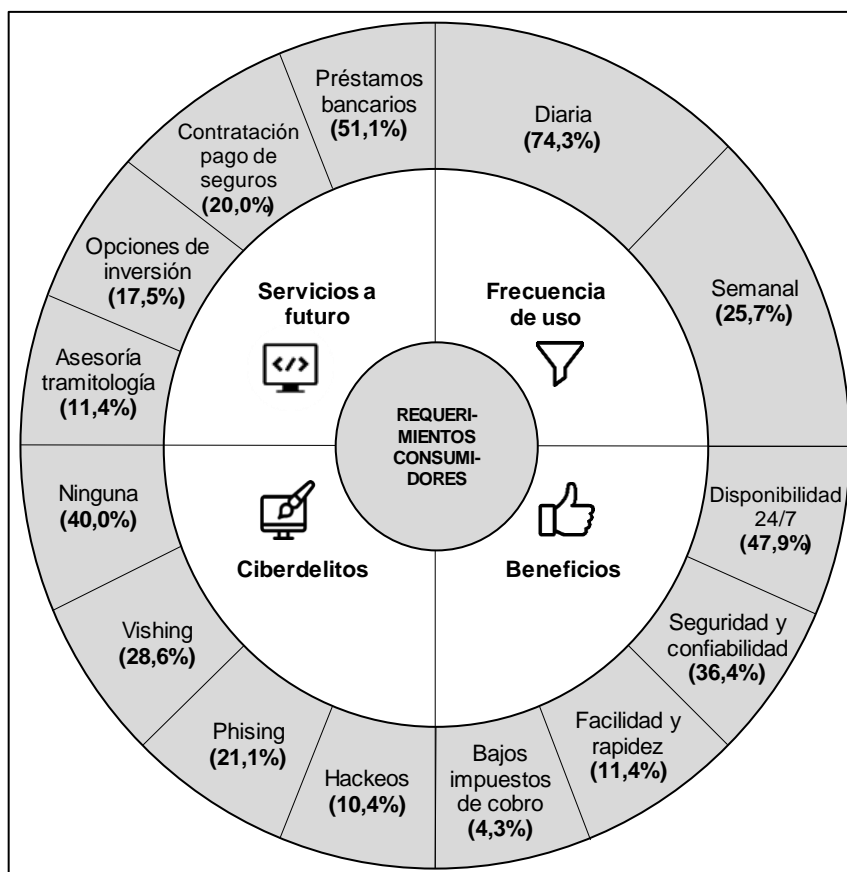 Préstamos
bancarios
(51,1%)
Diaria
(74,3%)
Contratación
pago de
seguros
(20,0%)
Opciones de
inversión
(17,5%)
Asesoría
tramitología
(11,4%)
Semanal
(25,7%)
Servicios a
futuro
</>
Frecuencia
de uso
REQUERI-
MIENTOS
CONSUMI-
DORES
Ciberdelitos
Beneficios
Ninguna
(40,0%)
Vishing
(28,6%)
Phising
(21,1%)
Hackeos
(10,4%)
Disponibilidad
24/7
(47,9%)
Seguridad y
confiabilidad
(36,4%)
Facilidad y
rapidez
(11,4%)
Bajos
impuestos
de cobro
(4,3%)